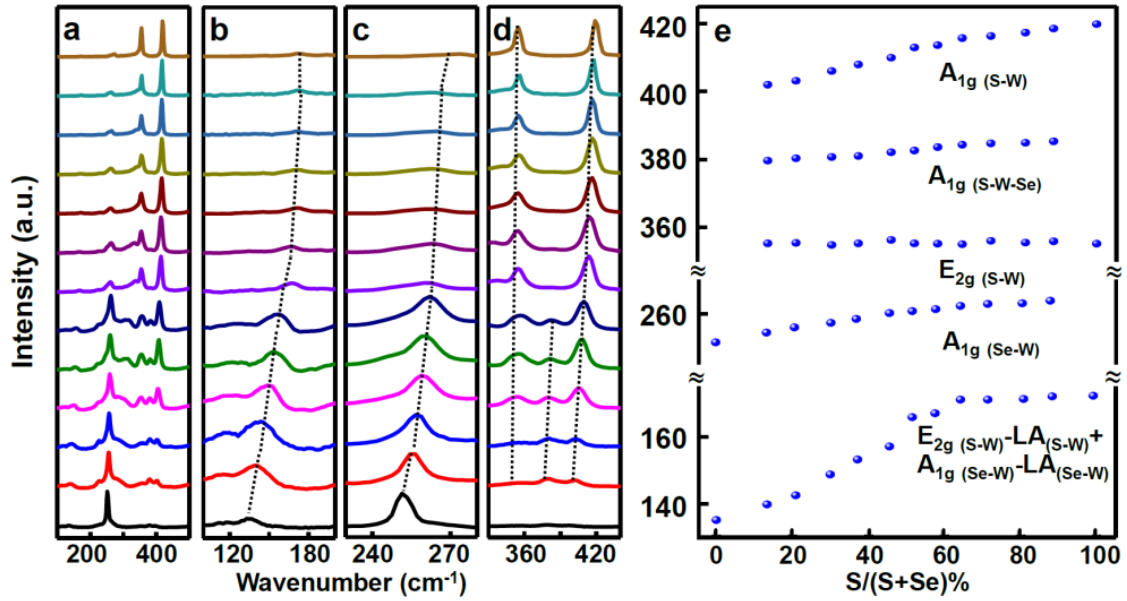 a
b
c
d
e
Intensity (a.u.)
200 400
120 180
240 270
360 420
Wavenumber (cm-1)
420
400
380
360
260
160
140
≈ ≈
≈ ≈
A1g (S-W)
A1g (S-W-Se)
E2g (S-W)
A1g (Se-W)
E2g (S-W)-LA(S-W)+
A1g (Se-W)-LA(Se-W)
0 20 40 60 80 100
S/(S+Se)%